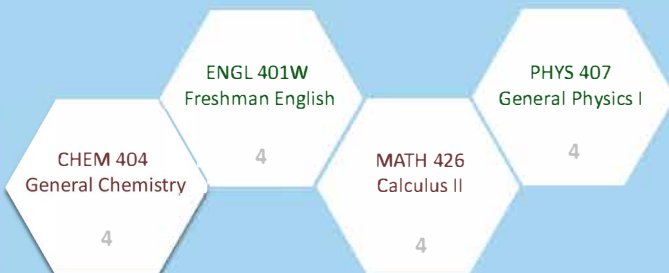 CHEM 404
General Chemistry
4
ENGL 401W
Freshman English
4
MATH 426
Calculus II
4
PHYS 407
General Physics I
4